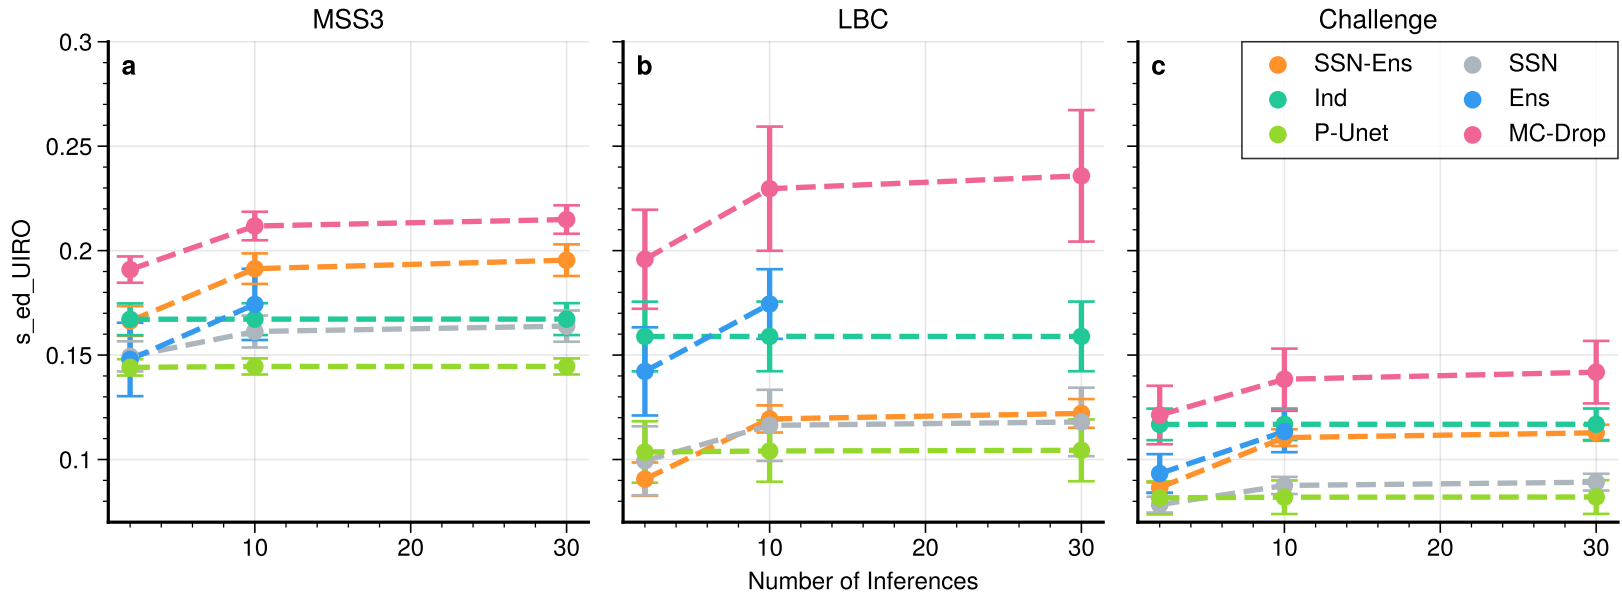 MSS3
LBC
Challenge
a
b
c
SSN-Ens
SSN
Ind
Ens
P-Unet
MC-Drop
0.3
0.25
0.2
0.15
0.1
s_ed_UIRO
10 20 30
10 20 30
10 20 30
Number of Inferences